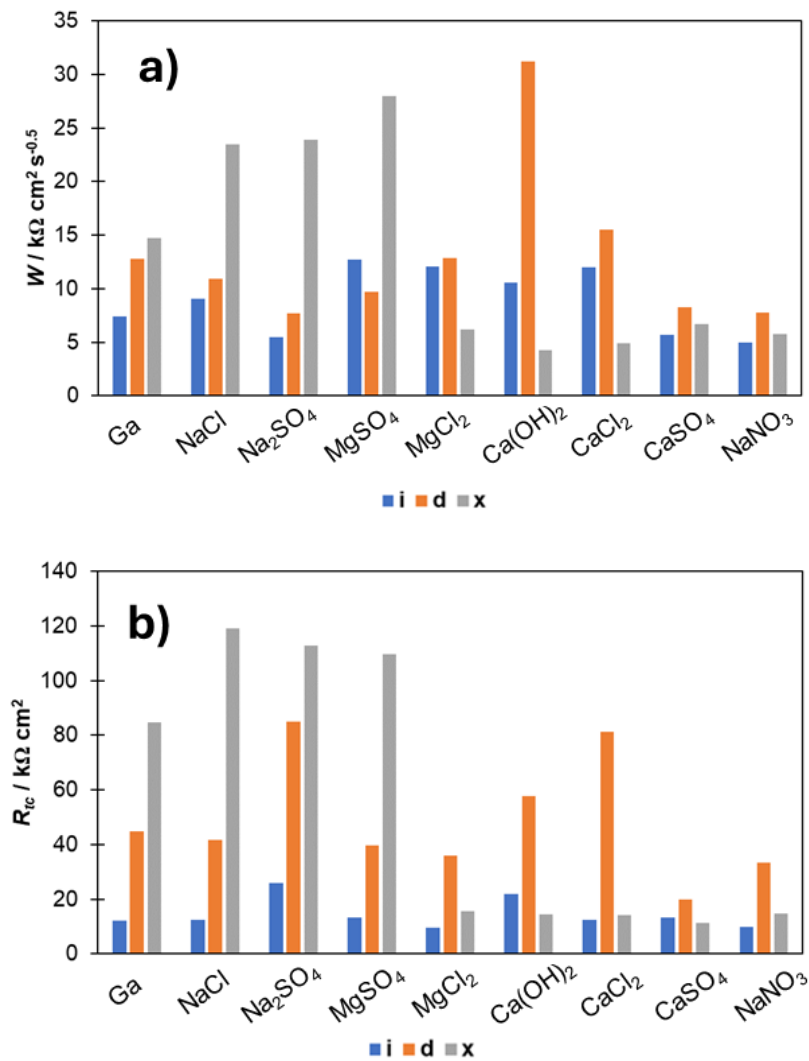 a)
W / kΩ cm² s⁻⁰·⁵
35
30
25
20
15
10
5
0
Ga NaCl Na₂SO₄ MgSO₄ MgCl₂ Ca(OH)₂ CaCl₂ CaSO₄ NaNO₃
i d x
b)
R_tc / kΩ cm²
140
120
100
80
60
40
20
0
Ga NaCl Na₂SO₄ MgSO₄ MgCl₂ Ca(OH)₂ CaCl₂ CaSO₄ NaNO₃
i d x